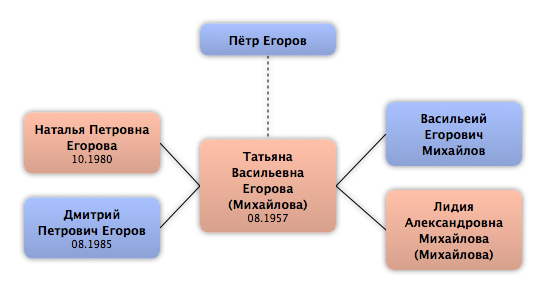 Пётр Егоров
Наталья Петровна
Егорова
10.1980
Дмитрий
Петрович Егоров
08.1985
Татьяна
Васильевна
Егорова
(Михайлова)
08.1957
Васильеий
Егорович
Михайлов
Лидия
Александровна
Михайлова
(Михайлова)